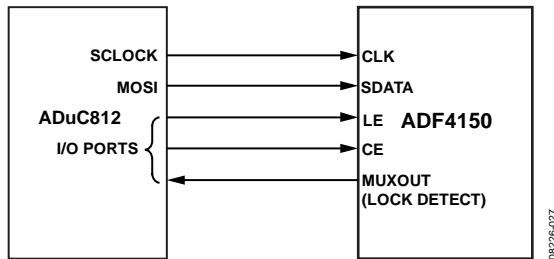 SCLOCK
MOSI
ADuC812
I/O PORTS
CLK
SDATA
LE
ADF4150
CE
MUXOUT
(LOCK DETECT)
08226-027